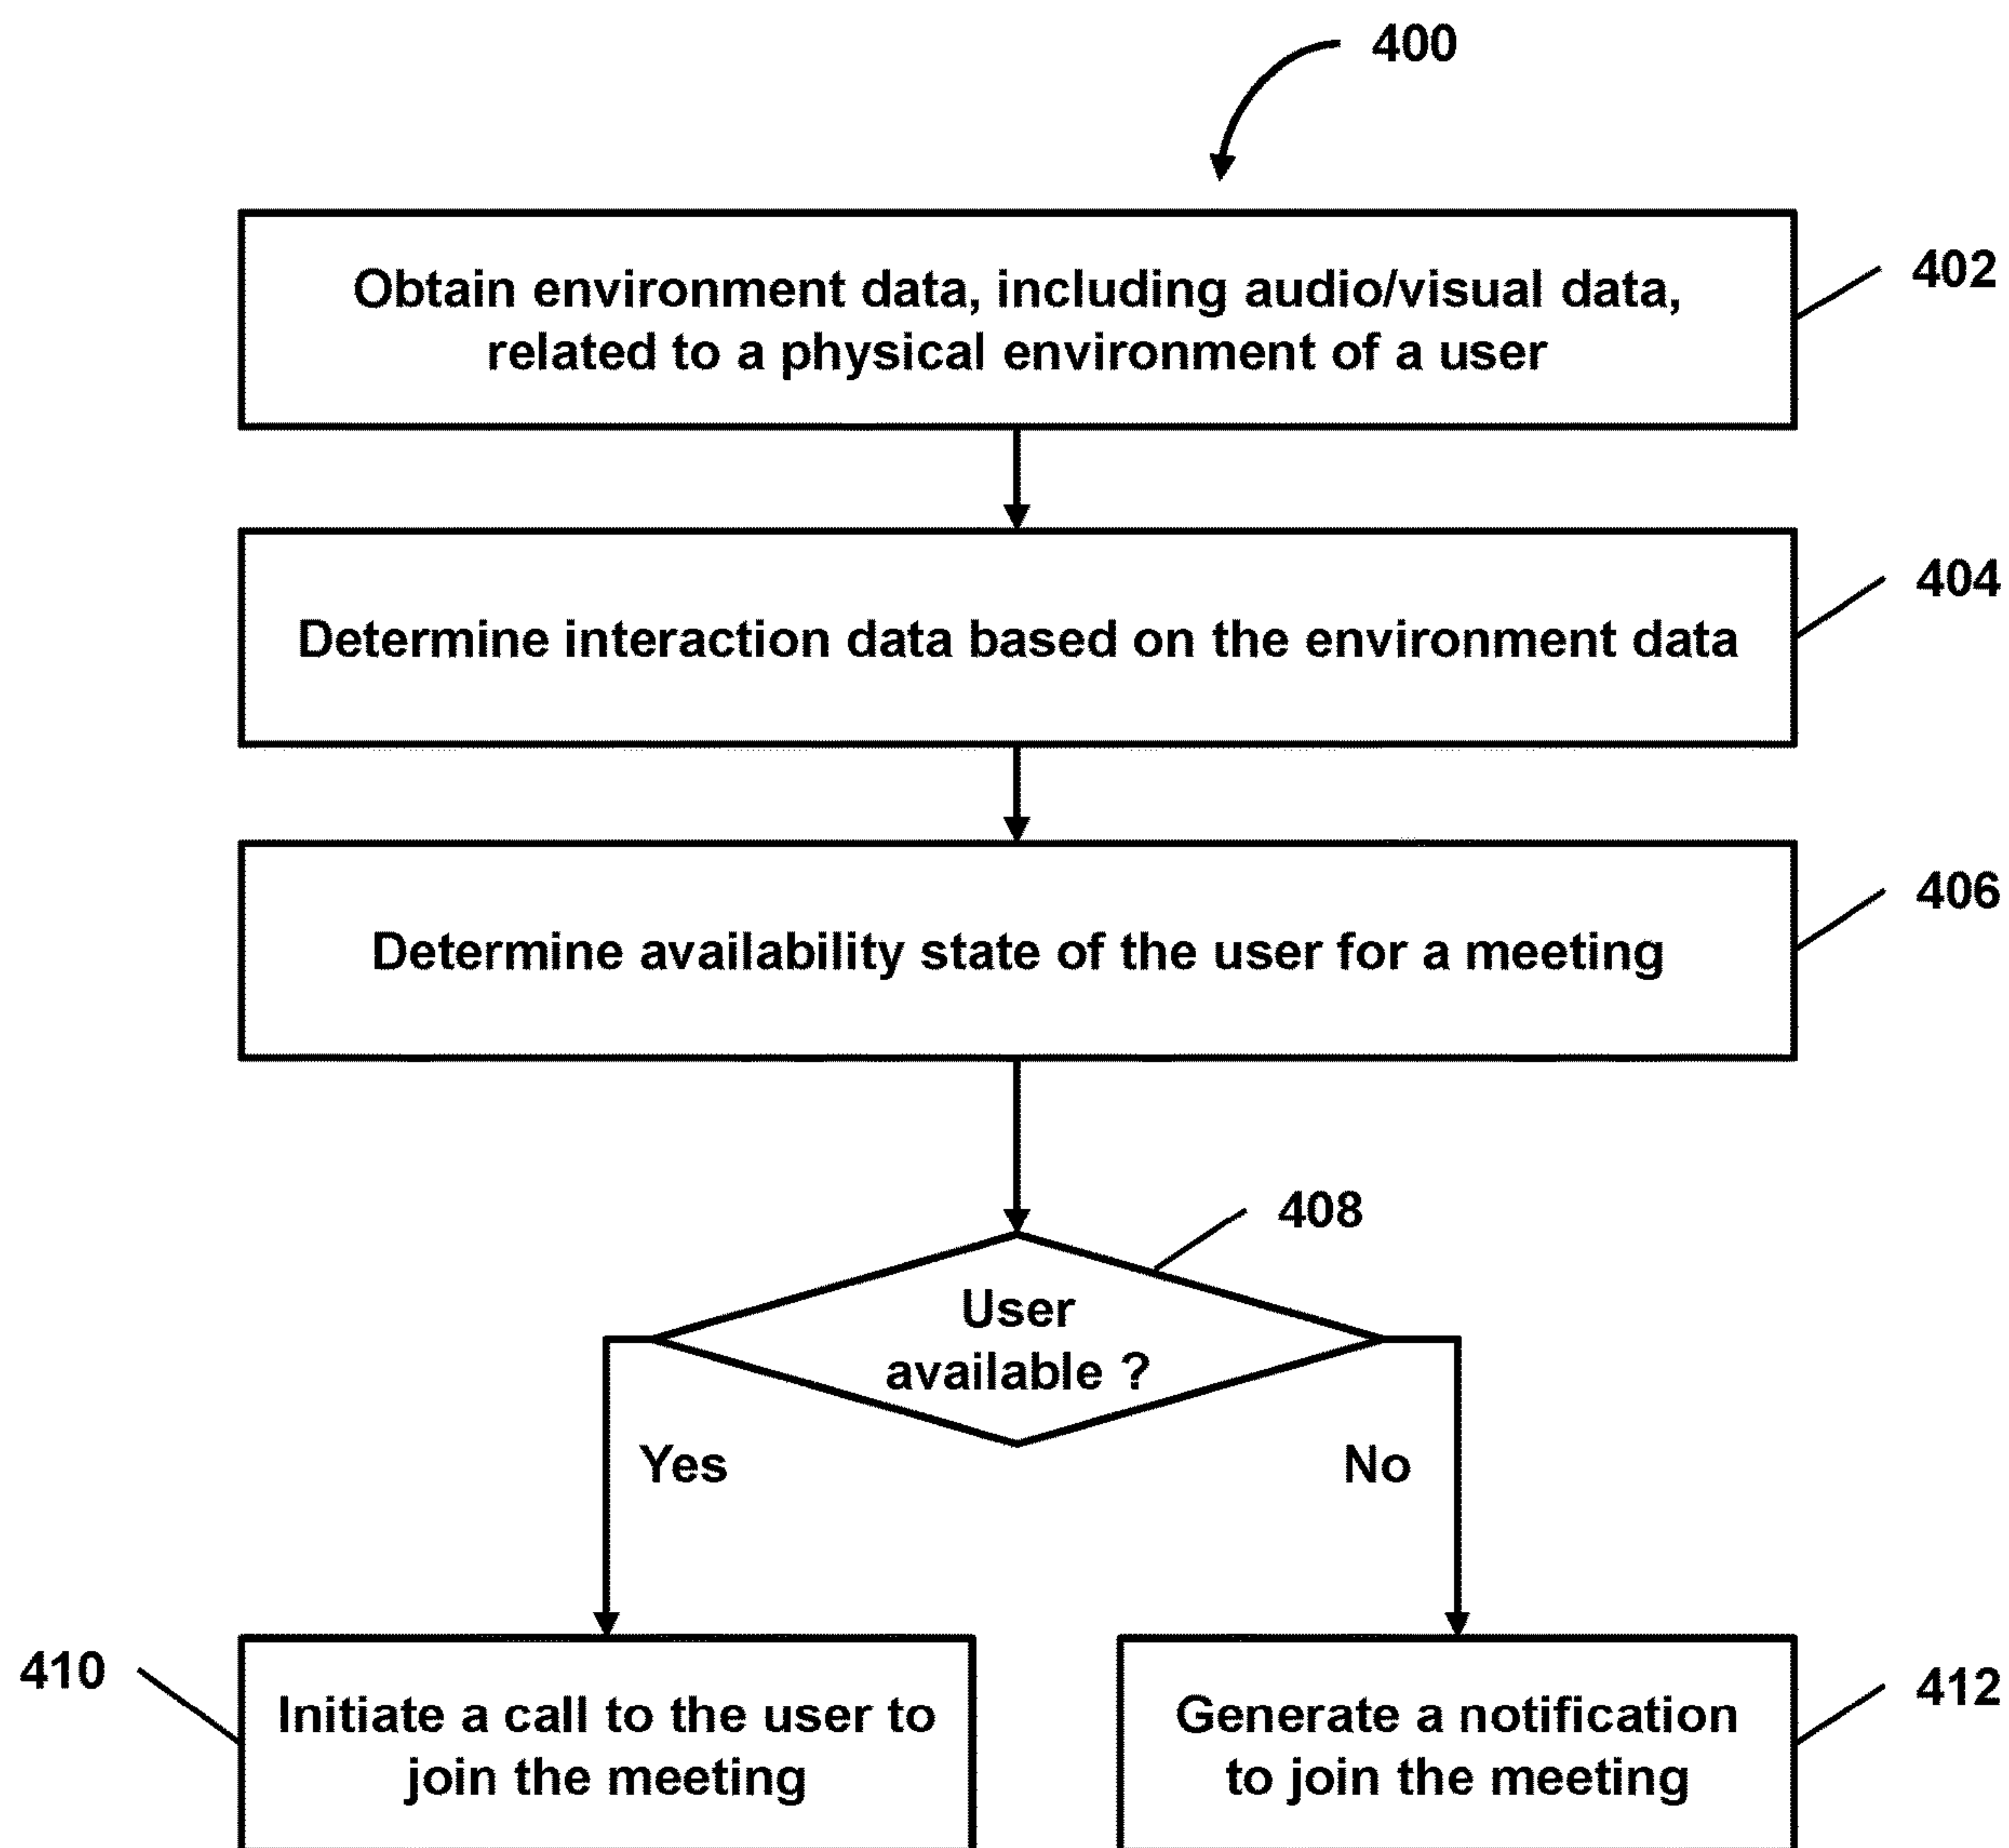 400
Obtain environment data, including audio/visual data,
related to a physical environment of a user
402
Determine interaction data based on the environment data
404
Determine availability state of the user for a meeting
406
408
User
available ?
Yes
No
410
Initiate a call to the user to
join the meeting
Generate a notification
to join the meeting
412